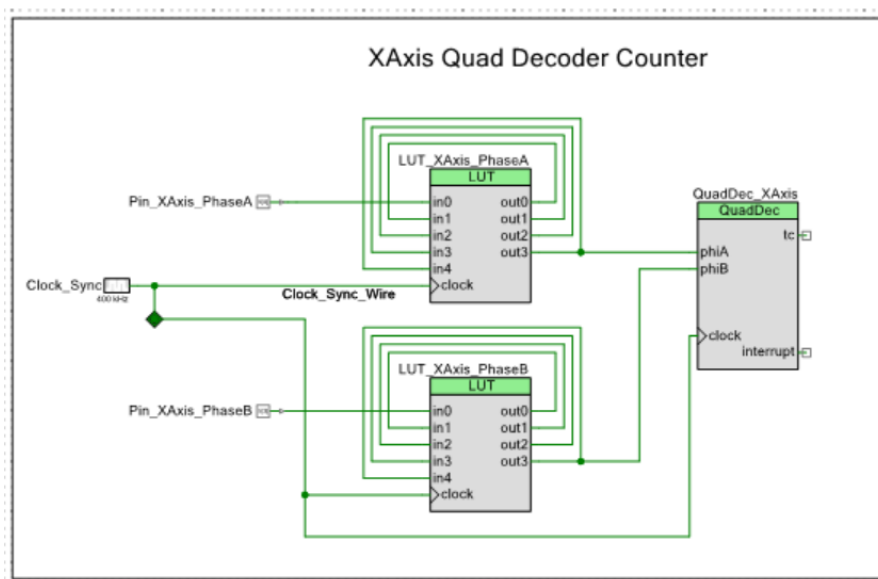 XAxis Quad Decoder Counter
LUT_XAxis_PhaseA
LUT
Pin_XAxis_PhaseA
in0 out0
in1 out1
in2 out2
in3 out3
in4
clock
Clock_Sync
400 kHz
Clock_Sync_Wire
QuadDec_XAxis
QuadDec
tc
phiA
phiB
clock
interrupt
LUT_XAxis_PhaseB
LUT
Pin_XAxis_PhaseB
in0 out0
in1 out1
in2 out2
in3 out3
in4
clock